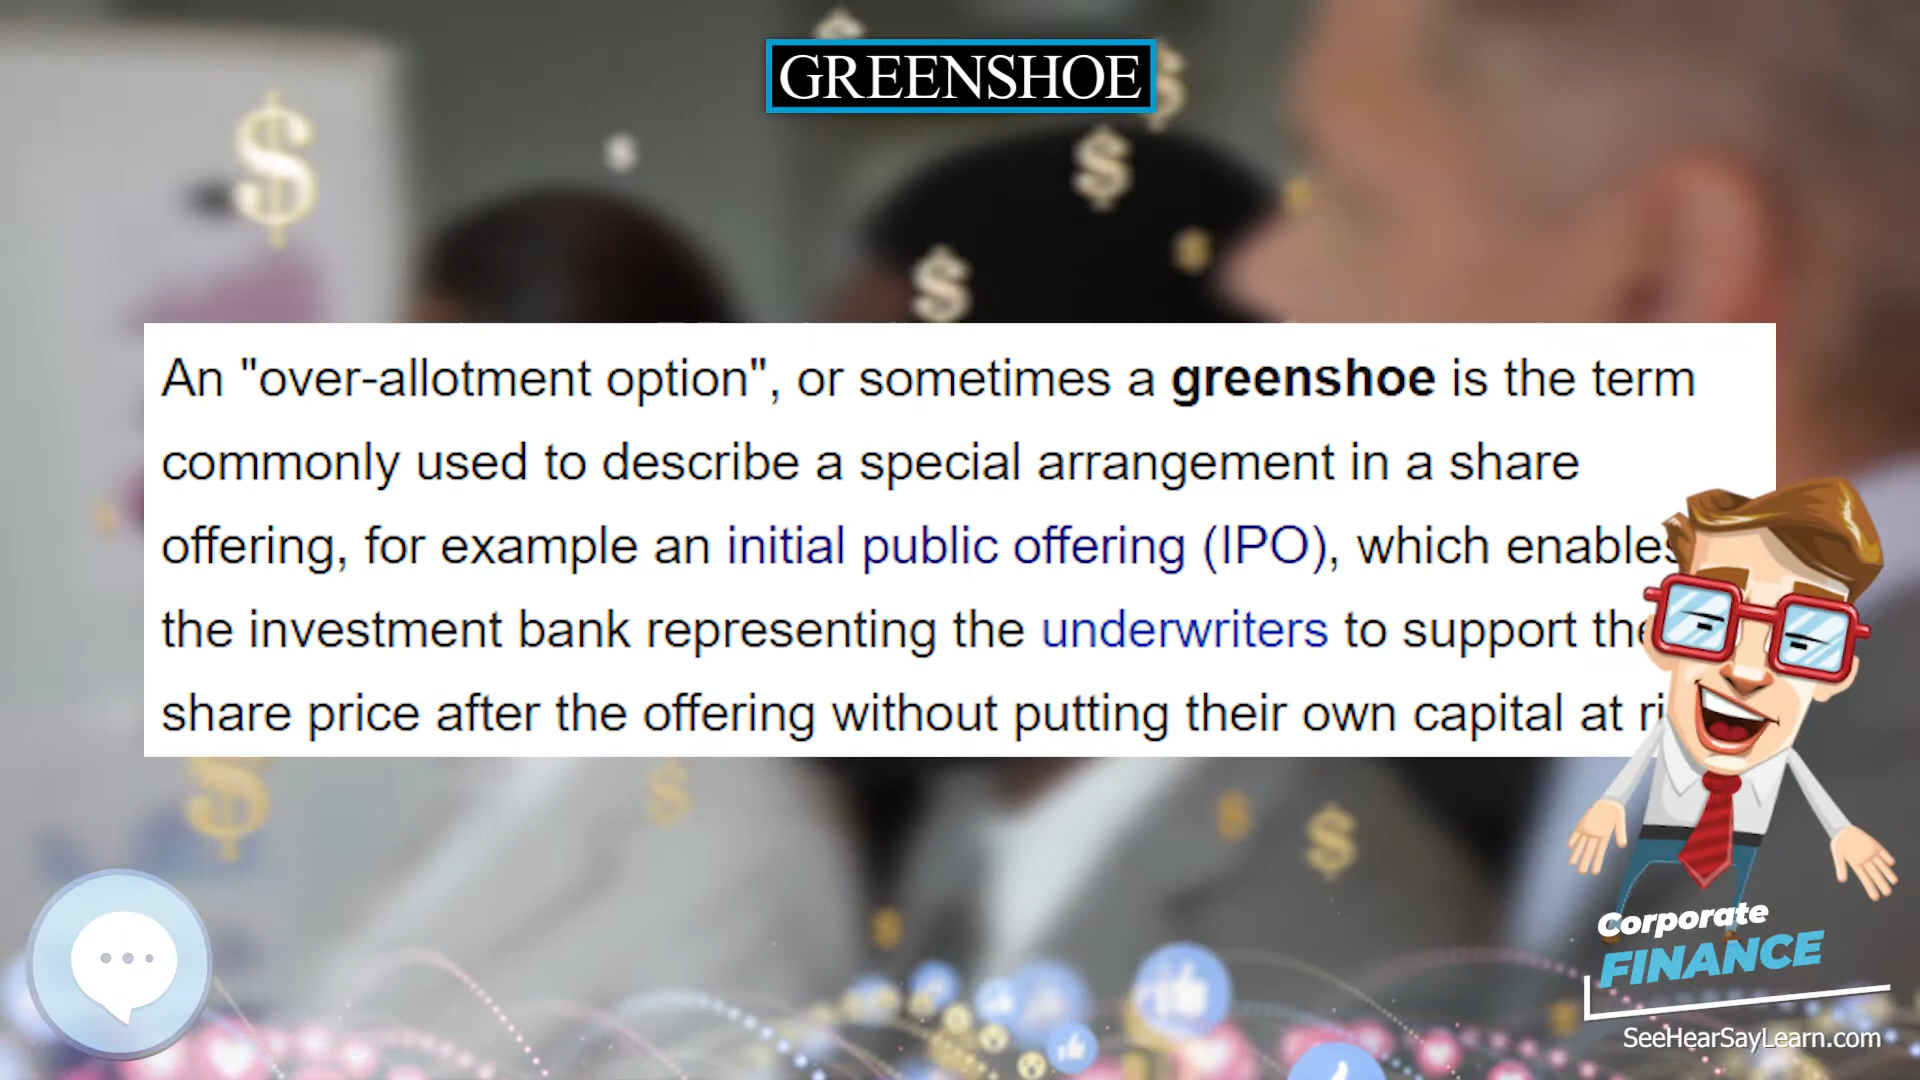 GREENSHOE
An "over-allotment option", or sometimes a greenshoe is the term
commonly used to describe a special arrangement in a share
offering, for example an initial public offering (IPO), which enables
the investment bank representing the underwriters to support the
share price after the offering without putting their own capital at
Corporate
FINANCE
SeeHearSayLearn.com